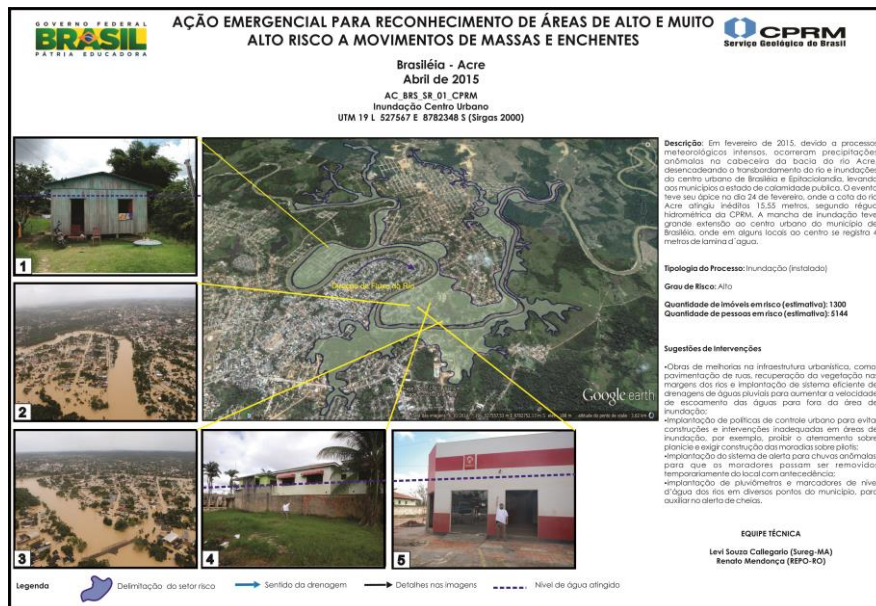 GOVERNO FEDERAL
BRASIL
PÁTRIA EDUCADORA
AÇÃO EMERGENCIAL PARA RECONHECIMENTO DE ÁREAS DE ALTO E MUITO
ALTO RISCO A MOVIMENTOS DE MASSAS E ENCHENTES
CPRM
Serviço Geológico do Brasil
Brasiléia - Acre
Abril de 2015
AC_BRS_SR_01_CPRM
Inundação Centro Urbano
UTM 19 L 527567 E 8782348 S (Sirgas 2000)
Descrição: Em fevereiro de 2015, devido a processos
meteorológicos intensos, ocorreram precipitações
anômalas na cabeceira da bacia do rio Acre,
desencadeando o transbordamento do rio e inundações
do centro urbano de Brasiléia e Epitaciolandia, levando
aos municípios a estado de calamidade publica. O evento
teve seu ápice no dia 24 de fevereiro, onde a cota do rio
Acre atingiu inéditos 15,55 metros, segundo régua
hidrométrica da CPRM. A mancha de inundação teve
grande extensão ao centro urbano do município de
Brasiléia, onde em alguns locais ao centro se registra 4
metros de lamina d´agua.
Tipologia do Processo: Inundação (instalado)
Grau de Risco: Alto
Quantidade de imóveis em risco (estimativa): 1300
Quantidade de pessoas em risco (estimativa): 5144
Sugestões de Intervenções
•Obras de melhorias na infraestrutura urbanística, como
pavimentação de ruas, recuperação da vegetação nas
margens dos rios e implantação de sistema eficiente de
drenagens de águas pluviais para aumentar a velocidade
de escoamento das águas para fora da área de
inundação;
•Implantação de políticas de controle urbano para evitar
construções e intervenções inadequadas em áreas de
inundação, por exemplo, proibir o aterramento sobre
planície e exigir construção das moradias sobre pilotis;
•Implantação do sistema de alerta para chuvas anômalas,
para que os moradores possam ser removidos
temporariamente do local com antecedência;
•Implantação de pluviômetros e marcadores de nível
d'água dos rios em diversos pontos do município, para
auxiliar no alerta de cheias.
EQUIPE TÉCNICA
Levi Souza Callegario (Sureg-MA)
Renato Mendonça (REPO-RO)
Google earth
1
2
3
4
5
Legenda
Delimitação do setor risco
Sentido da drenagem
Detalhes nas imagens
Nível de água atingido